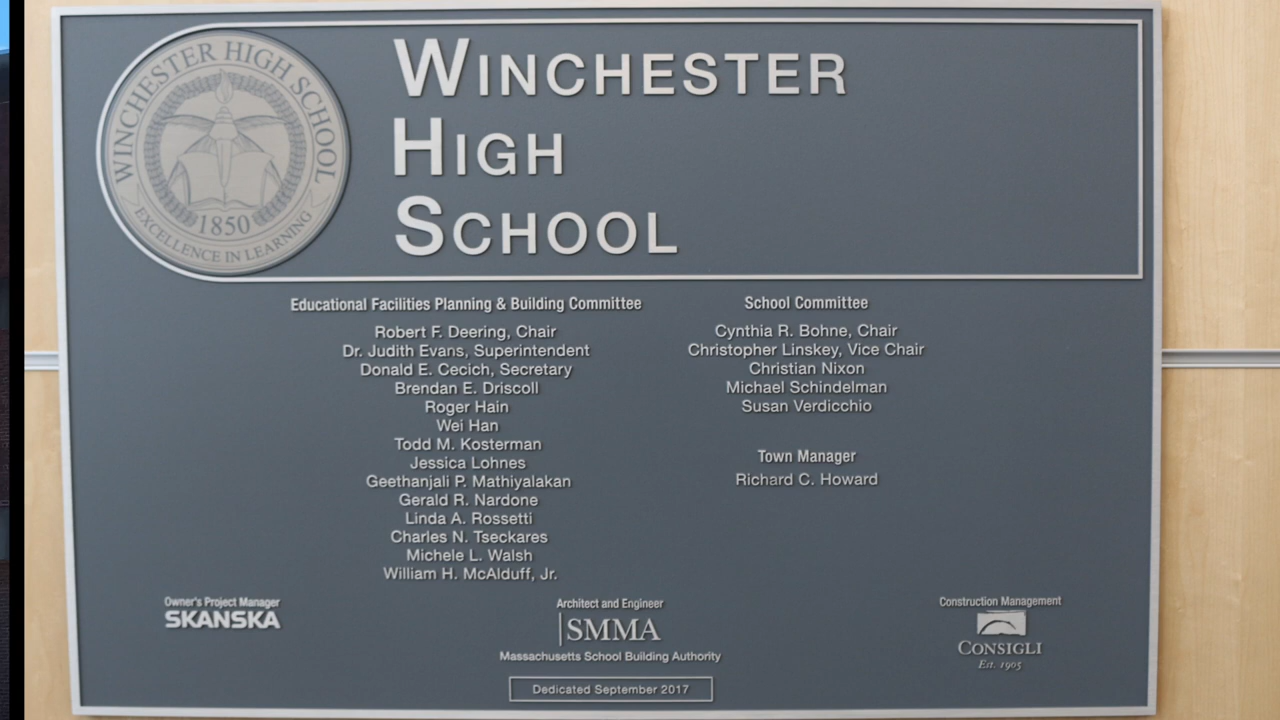 WINCHESTER HIGH SCHOOL
1850
EXCELLENCE IN LEARNING
WINCHESTER
HIGH
SCHOOL
Educational Facilities Planning & Building Committee
Robert F. Deering, Chair
Dr. Judith Evans, Superintendent
Donald E. Cecich, Secretary
Brendan E. Driscoll
Roger Hain
Wei Han
Todd M. Kosterman
Jessica Lohnes
Geethanjali P. Mathiyalakan
Gerald R. Nardone
Linda A. Rossetti
Charles N. Tseckares
Michele L. Walsh
William H. McAlduff, Jr.
School Committee
Cynthia R. Bohne, Chair
Christopher Linskey, Vice Chair
Christian Nixon
Michael Schindelman
Susan Verdicchio
Town Manager
Richard C. Howard
Owner's Project Manager
SKANSKA
Architect and Engineer
SMMA
Massachusetts School Building Authority
Construction Management
CONSIGLI
Est. 1905
Dedicated September 2017